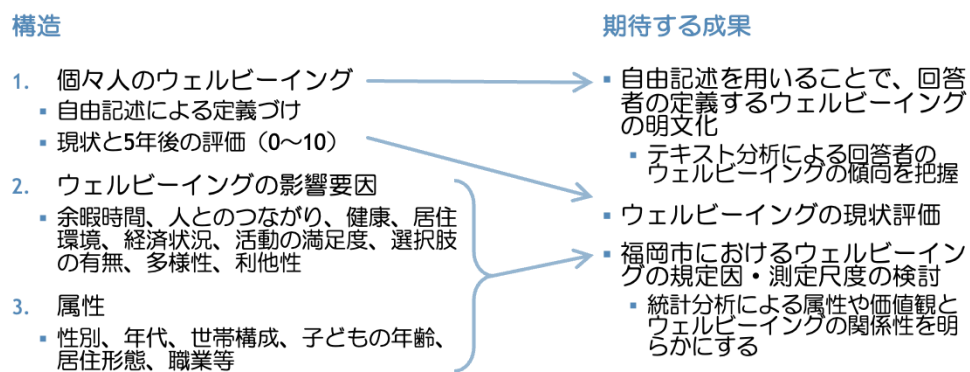 構造
1. 個々人のウェルビーイング
▪ 自由記述による定義づけ
▪ 現状と5年後の評価（0～10）
2. ウェルビーイングの影響要因
▪ 余暇時間、人とのつながり、健康、居住
環境、経済状況、活動の満足度、選択肢
の有無、多様性、利他性
3. 属性
▪ 性別、年代、世帯構成、子どもの年齢、
居住形態、職業等
期待する成果
▪ 自由記述を用いることで、回答
者の定義するウェルビーイング
の明文化
▪ テキスト分析による回答者の
ウェルビーイングの傾向を把握
▪ ウェルビーイングの現状評価
▪ 福岡市におけるウェルビーイン
グの規定因・測定尺度の検討
▪ 統計分析による属性や価値観と
ウェルビーイングの関係性を明
らかにする